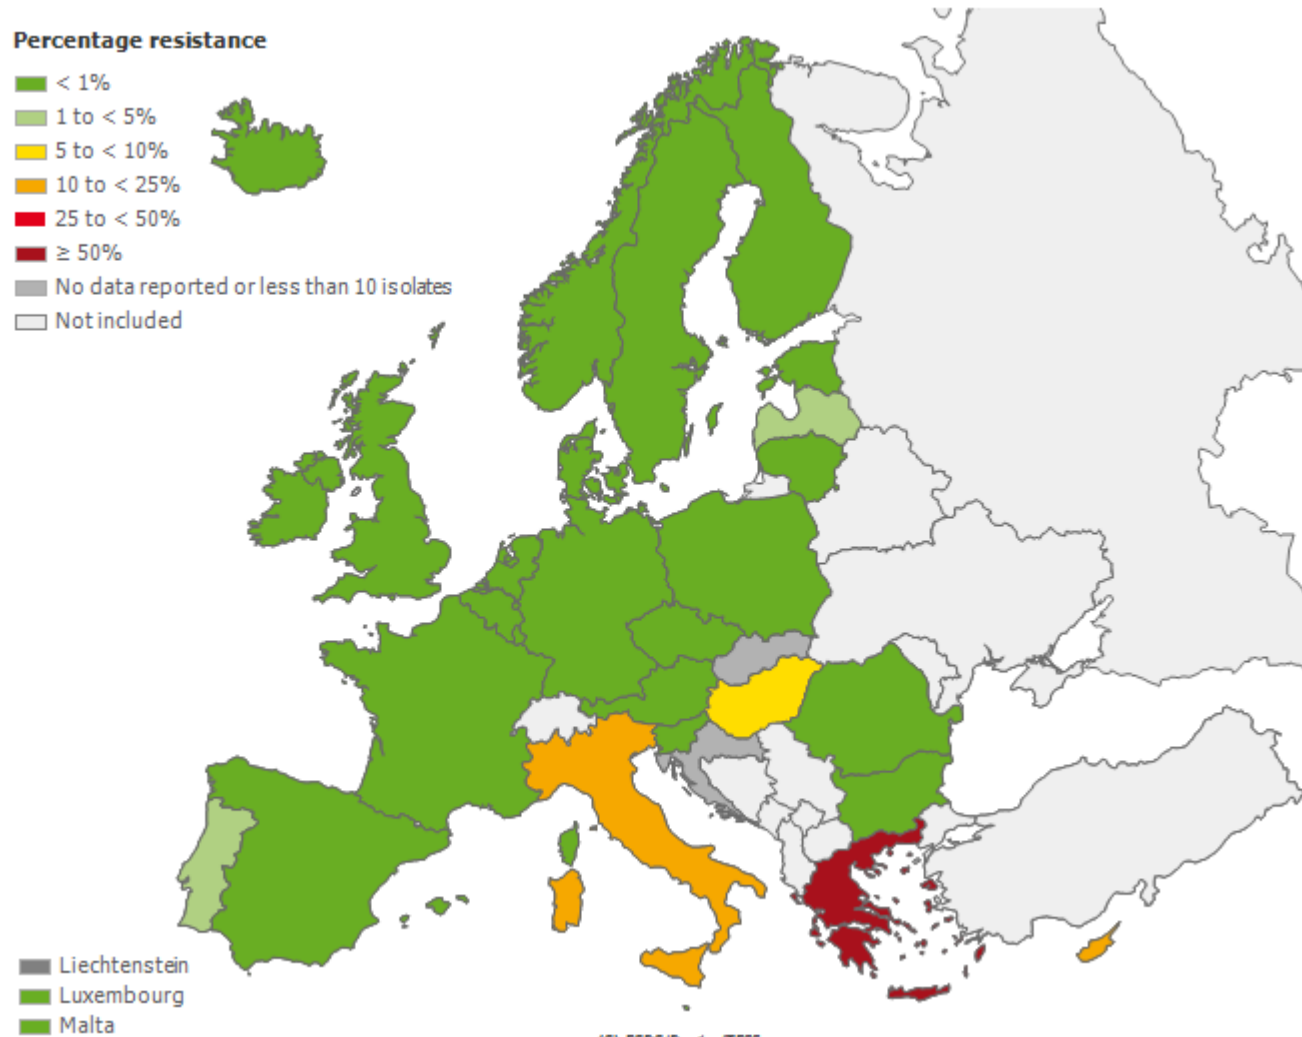 Percentage resistance
< 1%
1 to < 5%
5 to < 10%
10 to < 25%
25 to < 50%
≥ 50%
No data reported or less than 10 isolates
Not included
Liechtenstein
Luxembourg
Malta